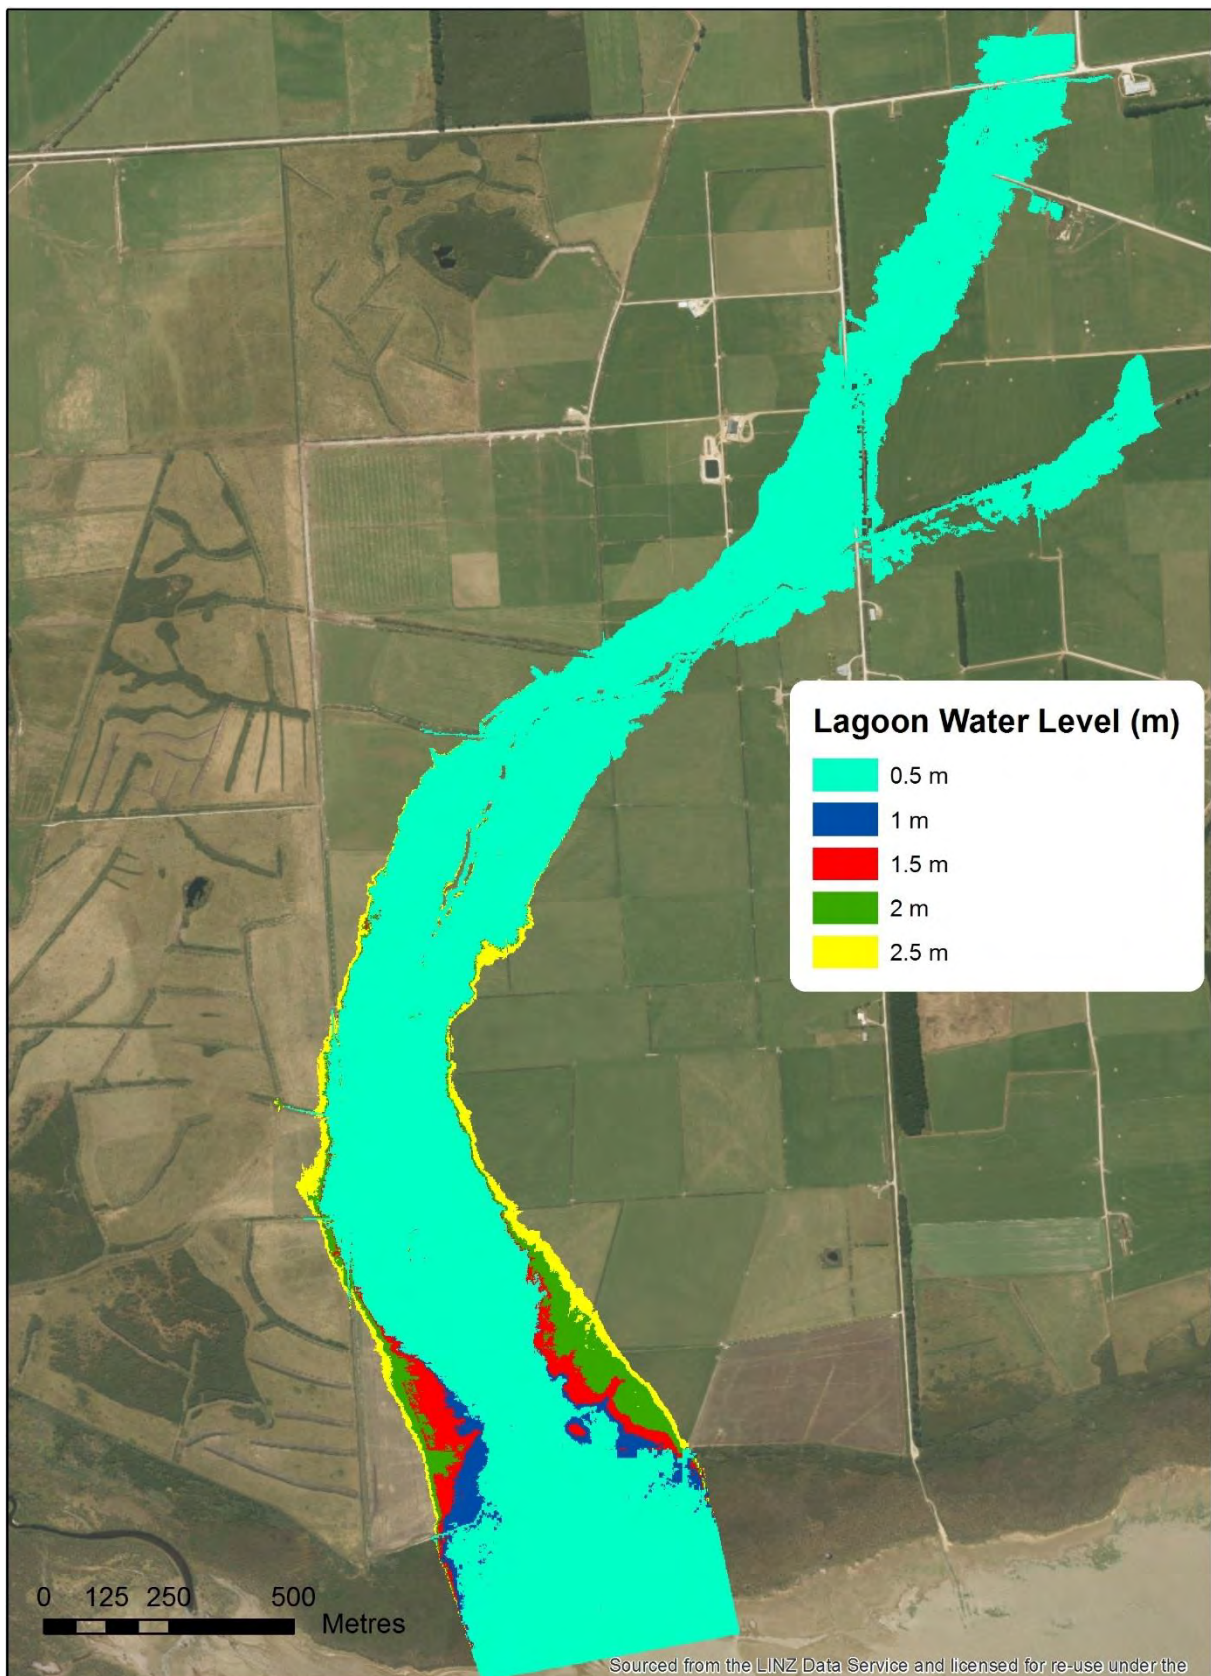 Lagoon Water Level (m)
0.5 m
1 m
1.5 m
2 m
2.5 m
0 125 250 500
Metres
Sourced from the LINZ Data Service and licensed for re-use under the